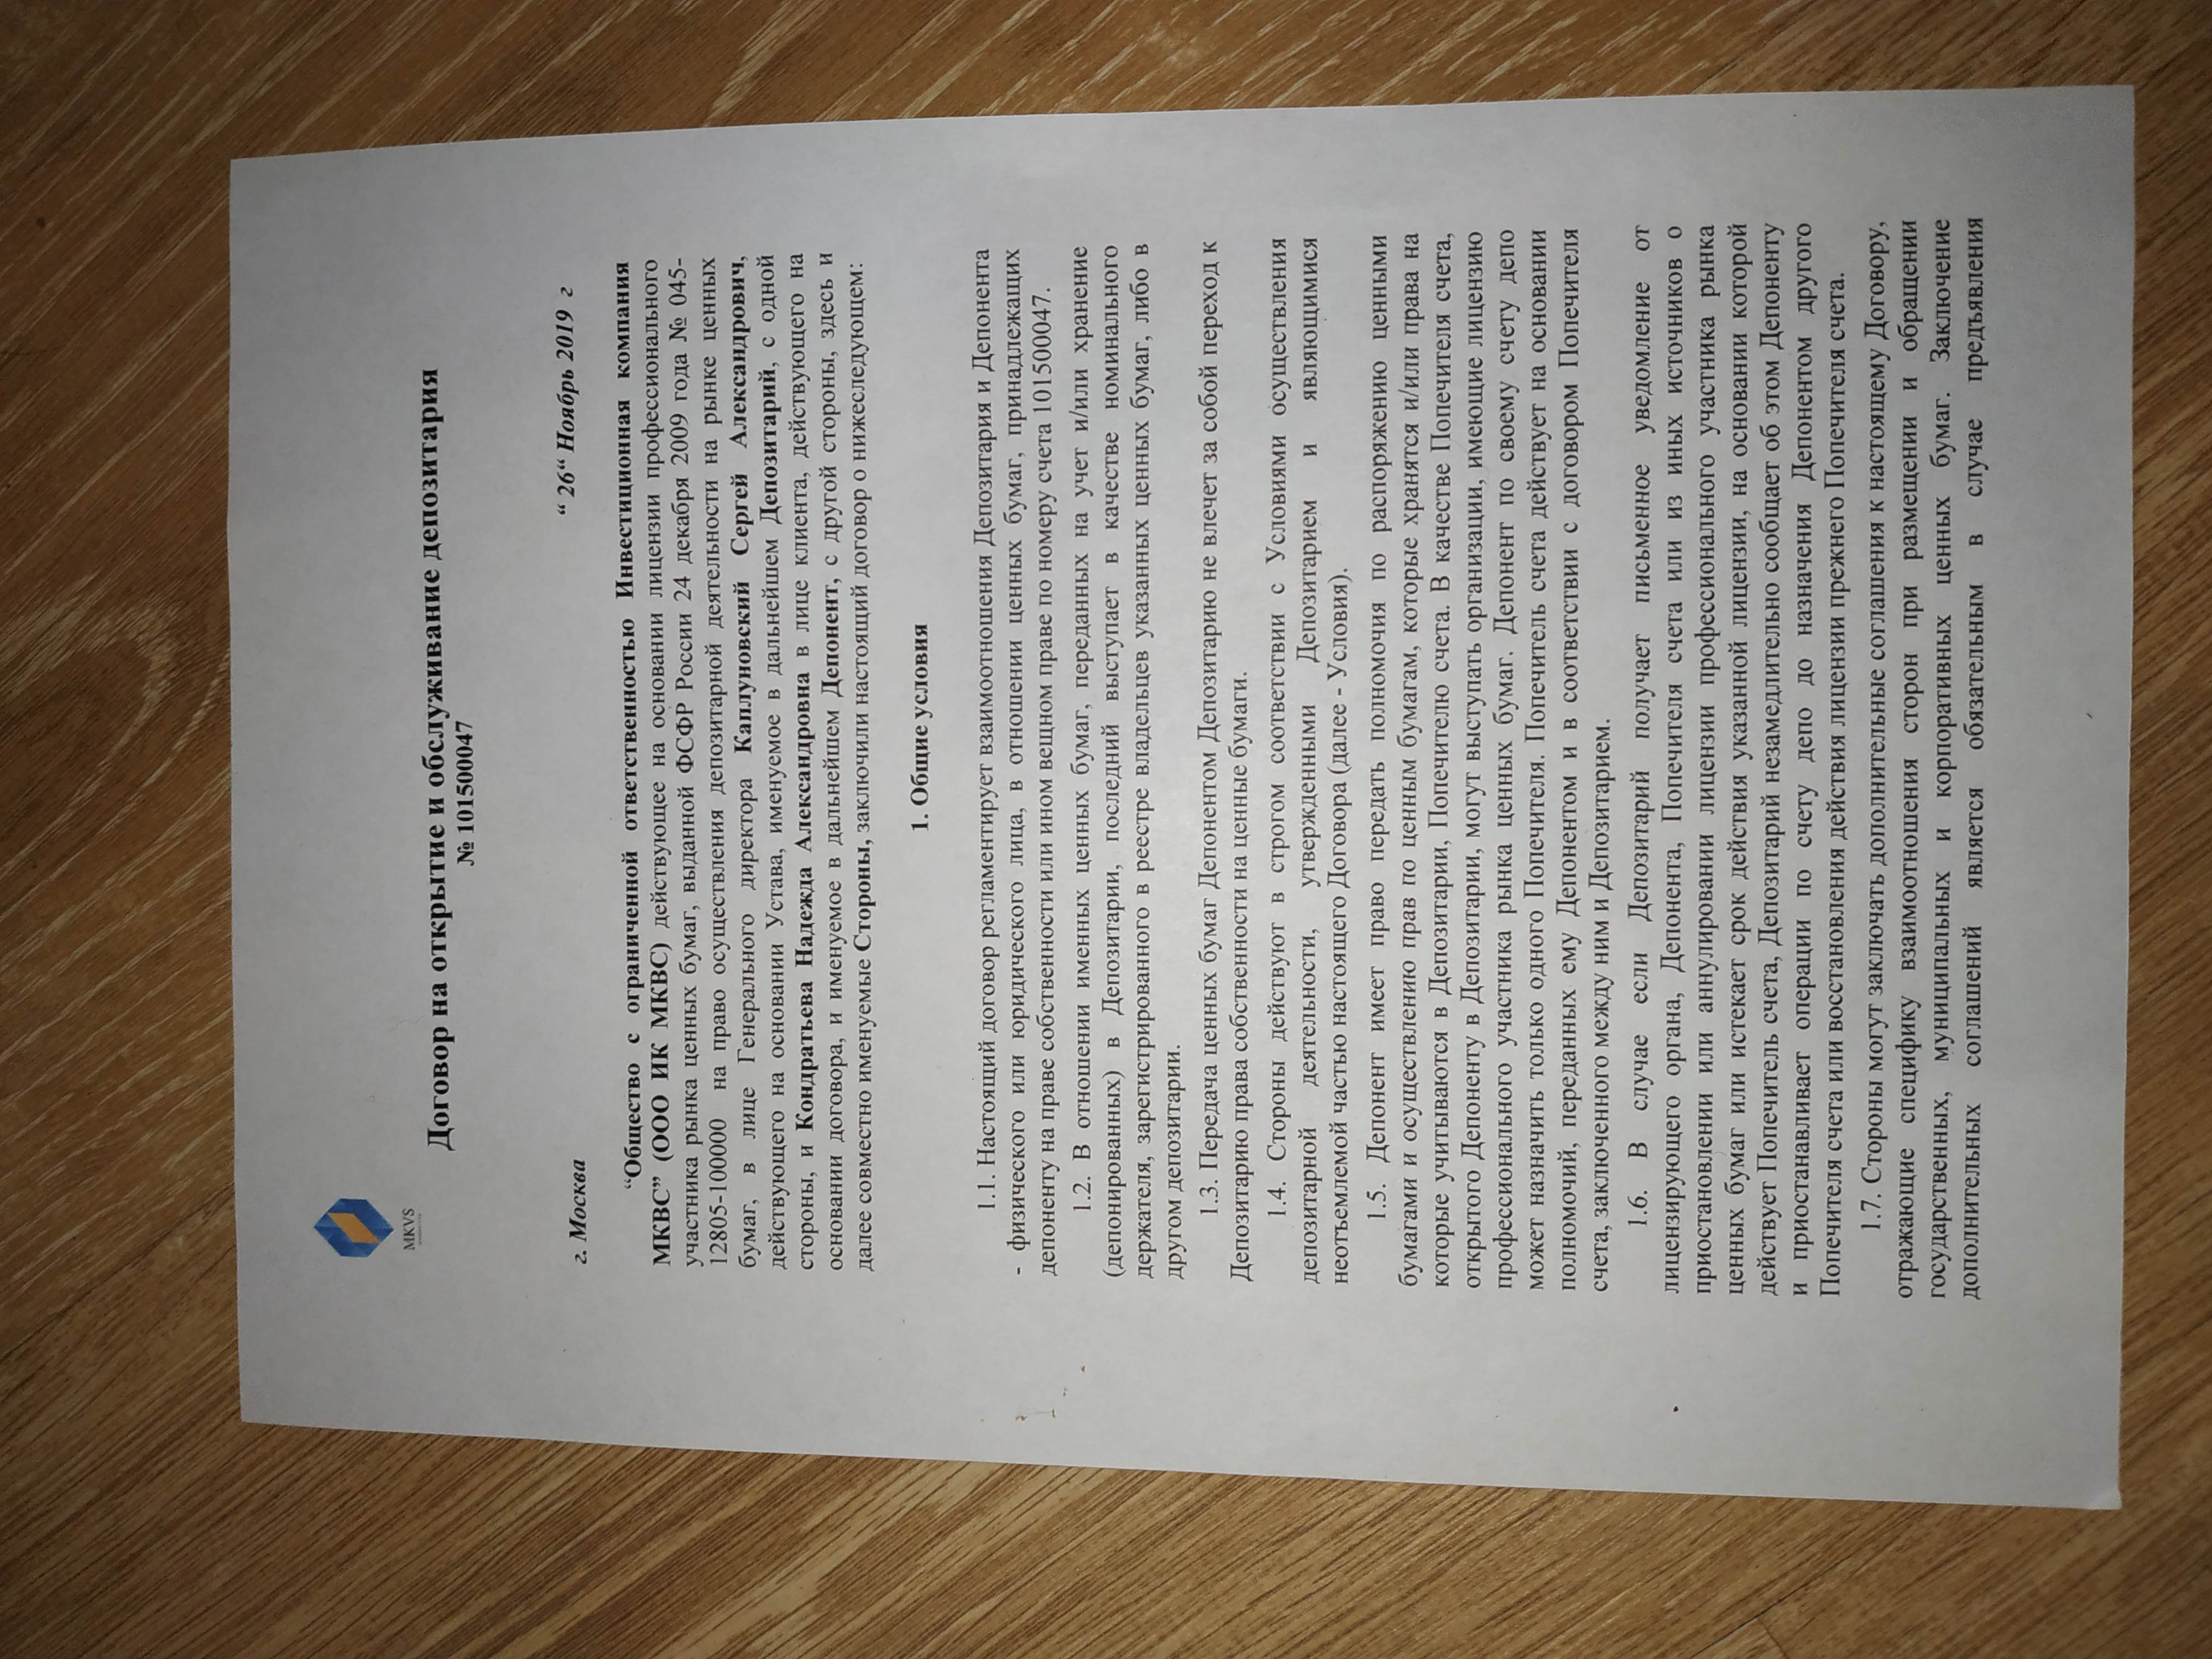 MKVS
Договор на открытие и обслуживание депозитария
№ 101500047
г. Москва
“ 26“ Ноябрь 2019 г
“Общество с ограниченной ответственностью Инвестиционная компания
МКВС” (ООО ИК МКВС) действующее на основании лицензии профессионального
участника рынка ценных бумаг, выданной ФСФР России 24 декабря 2009 года № 045-
12805-100000 на право осуществления депозитарной деятельности на рынке ценных
бумаг, в лице Генерального директора Каплуновский Сергей Александрович,
действующего на основании Устава, именуемое в дальнейшем Депозитарий, с одной
стороны, и Кондратьева Надежда Александровна в лице клиента, действующего на
основании договора, и именуемое в дальнейшем Депонент, с другой стороны, здесь и
далее совместно именуемые Стороны, заключили настоящий договор о нижеследующем:
1. Общие условия
1.1. Настоящий договор регламентирует взаимоотношения Депозитария и Депонента
- физического или юридического лица, в отношении ценных бумаг, принадлежащих
депоненту на праве собственности или ином вещном праве по номеру счета 101500047.
1.2. В отношении именных ценных бумаг, переданных на учет и/или хранение
(депонированных) в Депозитарии, последний выступает в качестве номинального
держателя, зарегистрированного в реестре владельцев указанных ценных бумаг, либо в
другом депозитарии.
1.3. Передача ценных бумаг Депонентом Депозитарию не влечет за собой переход к
Депозитарию права собственности на ценные бумаги.
1.4. Стороны действуют в строгом соответствии с Условиями осуществления
депозитарной деятельности, утвержденными Депозитарием и являющимися
неотъемлемой частью настоящего Договора (далее - Условия).
1.5. Депонент имеет право передать полномочия по распоряжению ценными
бумагами и осуществлению прав по ценным бумагам, которые хранятся и/или права на
которые учитываются в Депозитарии, Попечителю счета. В качестве Попечителя счета,
открытого Депоненту в Депозитарии, могут выступать организации, имеющие лицензию
профессионального участника рынка ценных бумаг. Депонент по своему счету депо
может назначить только одного Попечителя. Попечитель счета действует на основании
полномочий, переданных ему Депонентом и в соответствии с договором Попечителя
счета, заключенного между ним и Депозитарием.
1.6. В случае если Депозитарий получает письменное уведомление от
лицензирующего органа, Депонента, Попечителя счета или из иных источников о
приостановлении или аннулировании лицензии профессионального участника рынка
ценных бумаг или истекает срок действия указанной лицензии, на основании которой
действует Попечитель счета, Депозитарий незамедлительно сообщает об этом Депоненту
и приостанавливает операции по счету депо до назначения Депонентом другого
Попечителя счета или восстановления действия лицензии прежнего Попечителя счета.
1.7. Стороны могут заключать дополнительные соглашения к настоящему Договору,
отражающие специфику взаимоотношения сторон при размещении и обращении
государственных, муниципальных и корпоративных ценных бумаг. Заключение
дополнительных соглашений является обязательным в случае предъявления